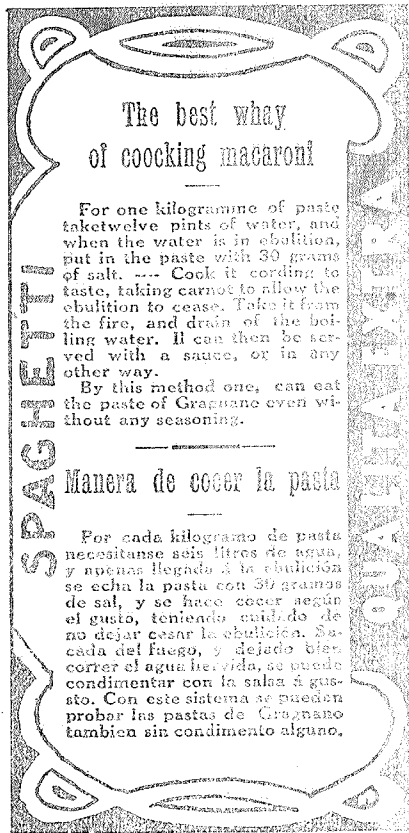 The best whay
of coocking macaroni
For one kilogramme of paste
taketwelve pints of water, and
when the water is in ebulition,
put in the paste with 30 grams
of salt. ---- Cook it cording to
taste, taking carnot to allow the
ebulition to cease. Take it from
the fire, and drain of the boi-
ling water. Il can then be ser-
ved with a sauce, or in any
other way.
By this method one, can eat
the paste of Gragnano even wi-
thout any seasoning.
Manera de cocer la pasta
Por cada kilogramo de pasta
necesitanse seis litros de agua,
y apenas llegada á la ebulición
se echa la pasta con 30 gramos
de sal, y se hace cocer según
el gusto, teniendo cuidado de
no dejar cesar la ebulición. Sa-
cada del fuego, y dejado bien
correr el agua hervida, se puede
condimentar con la salsa á gus-
sto. Con este sistema se pueden
probar las pastas de Gragnano
tambien sin condimento alguno.
SPAGHETTI